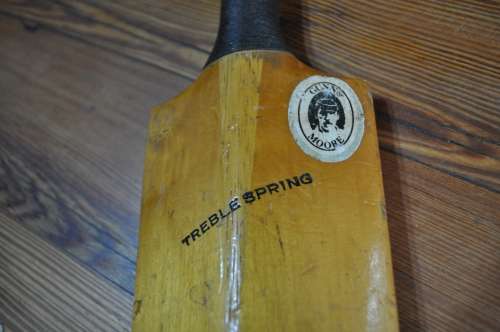 GUNN &
MOORE
TREBLE SPRING